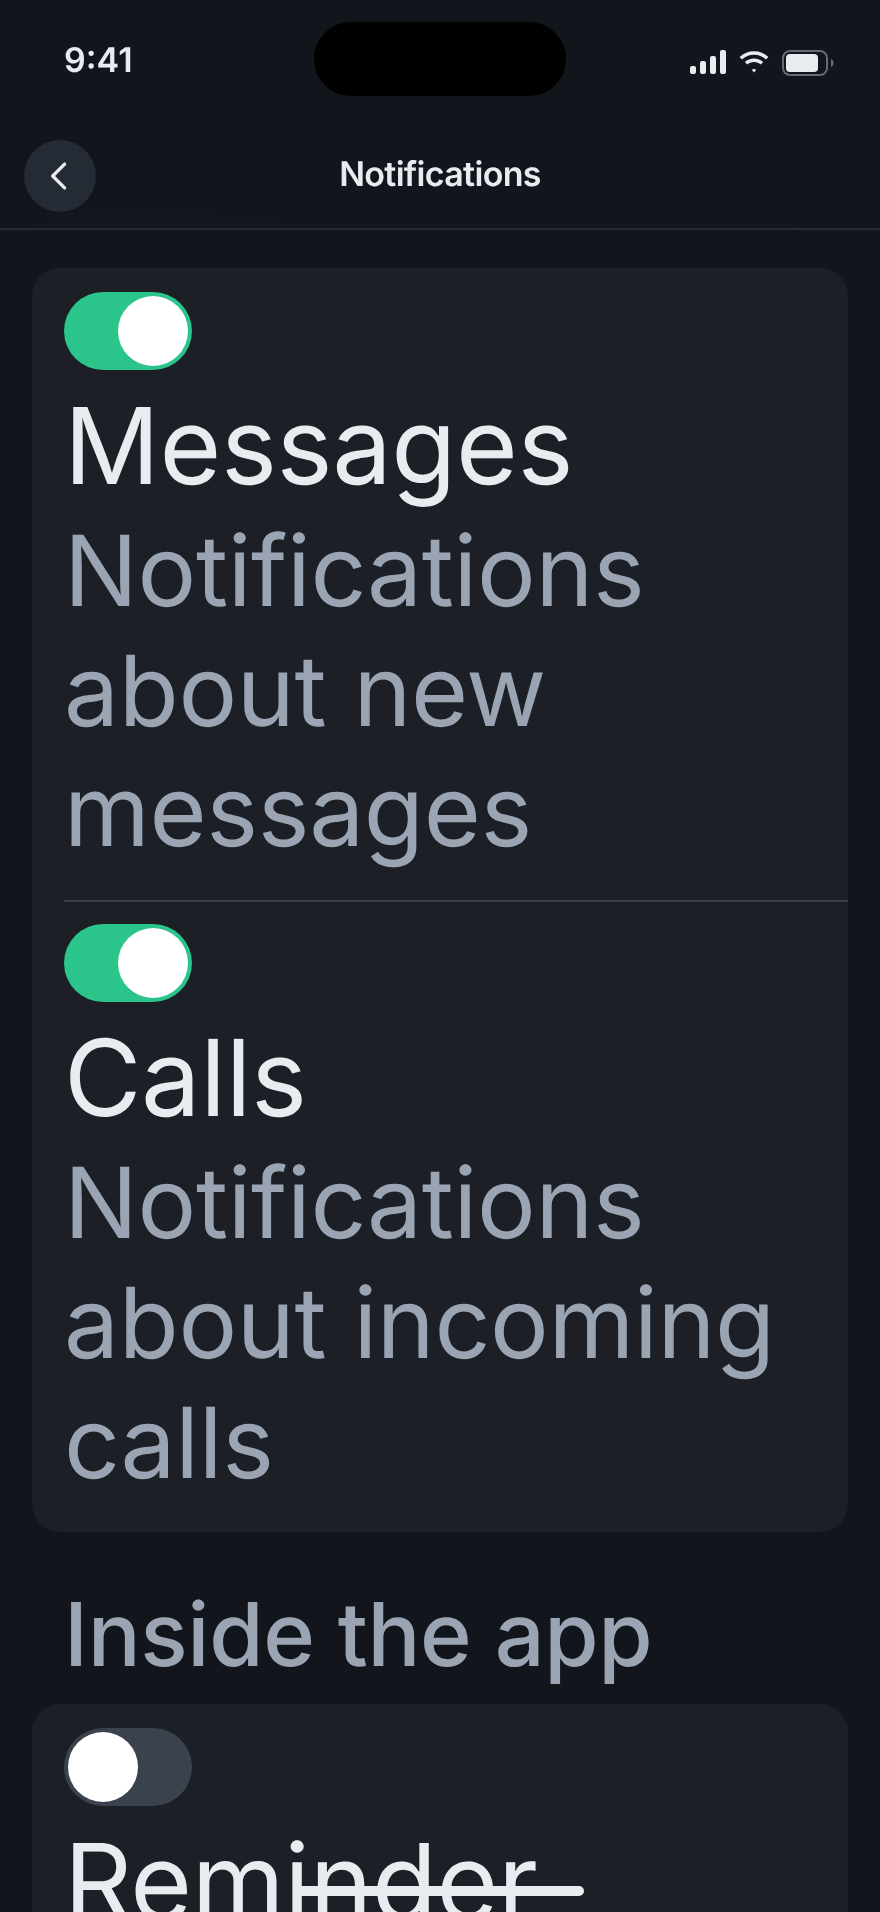 9:41
Notifications
Messages
Notifications
about new
messages
Calls
Notifications
about incoming
calls
Inside the app
Reminder